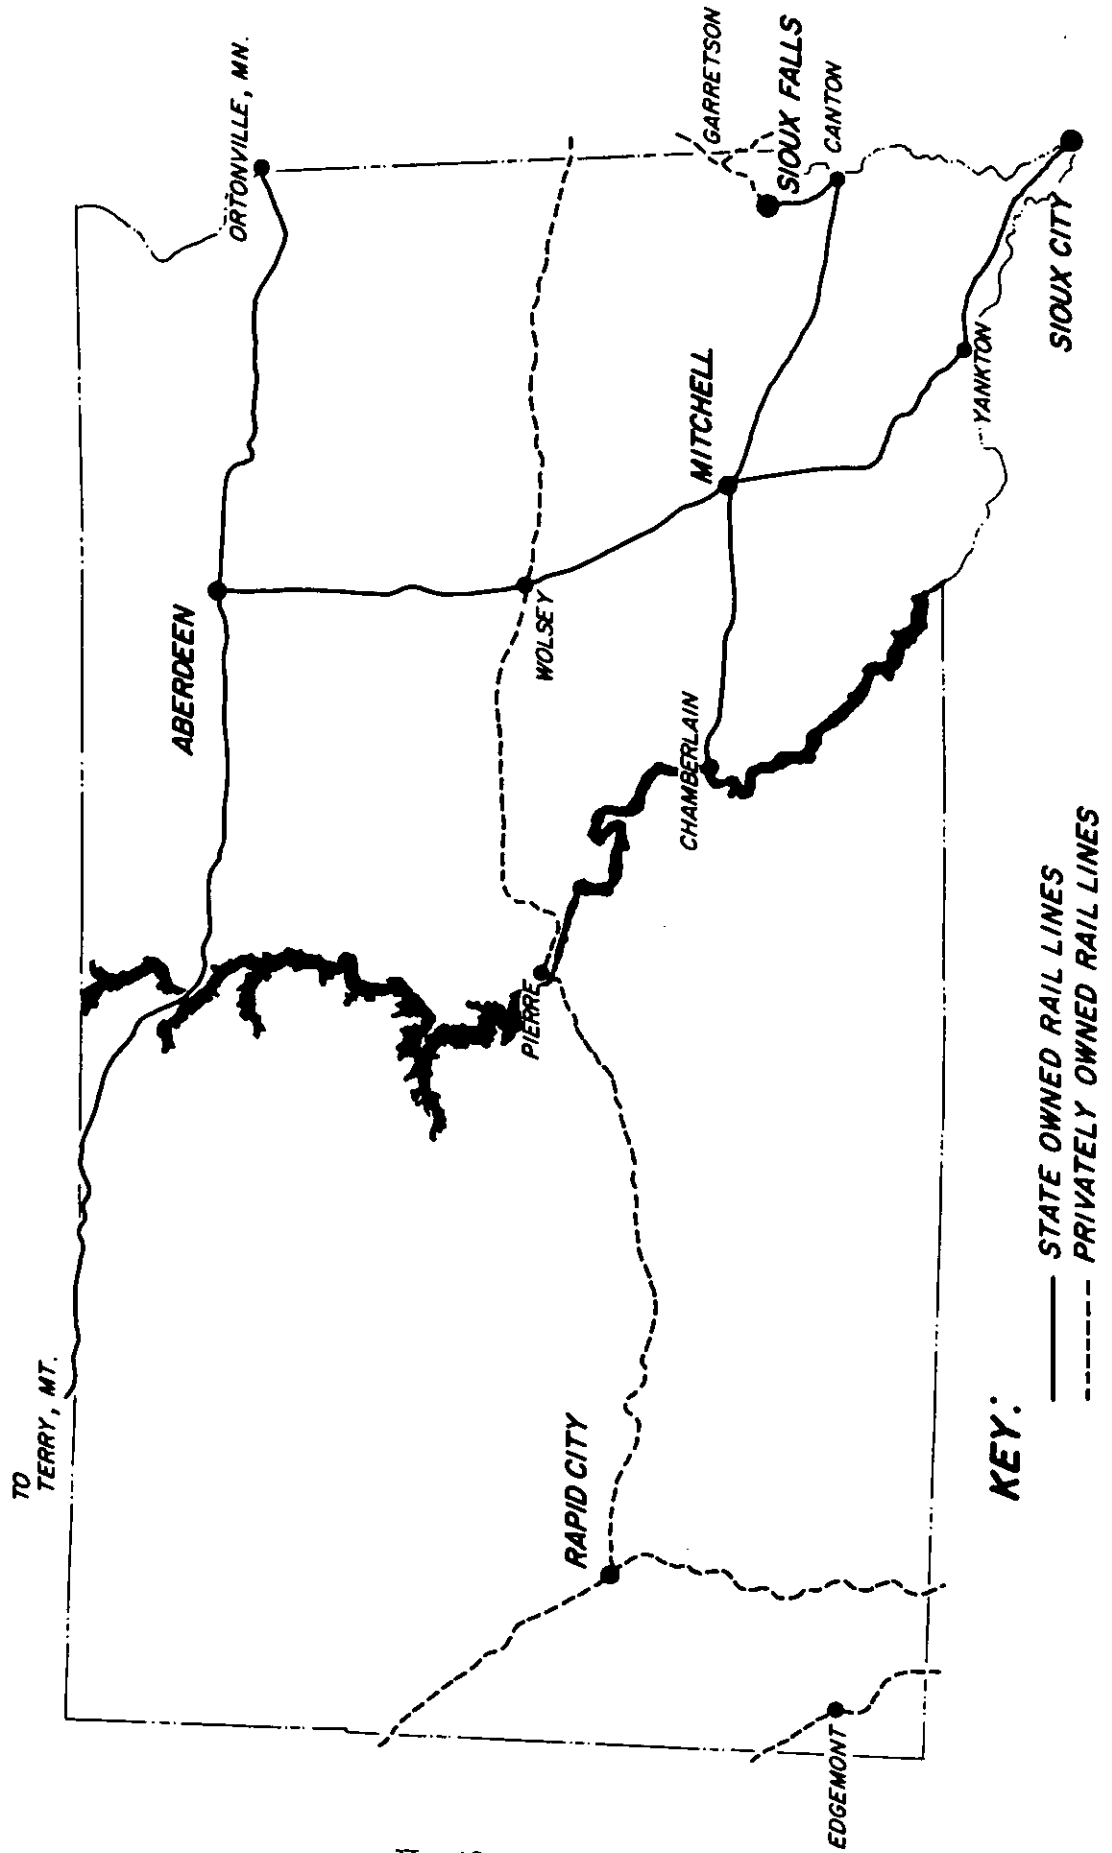 TO
TERRY, MT.
ABERDEEN
ORTONVILLE, MN.
WOLSEY
PIERRE
RAPID CITY
MITCHELL
CHAMBERLAIN
GARRETSON
SIOUX FALLS
CANTON
EDGEMONT
YANKTON
SIOUX CITY
KEY:
STATE OWNED RAIL LINES
PRIVATELY OWNED RAIL LINES